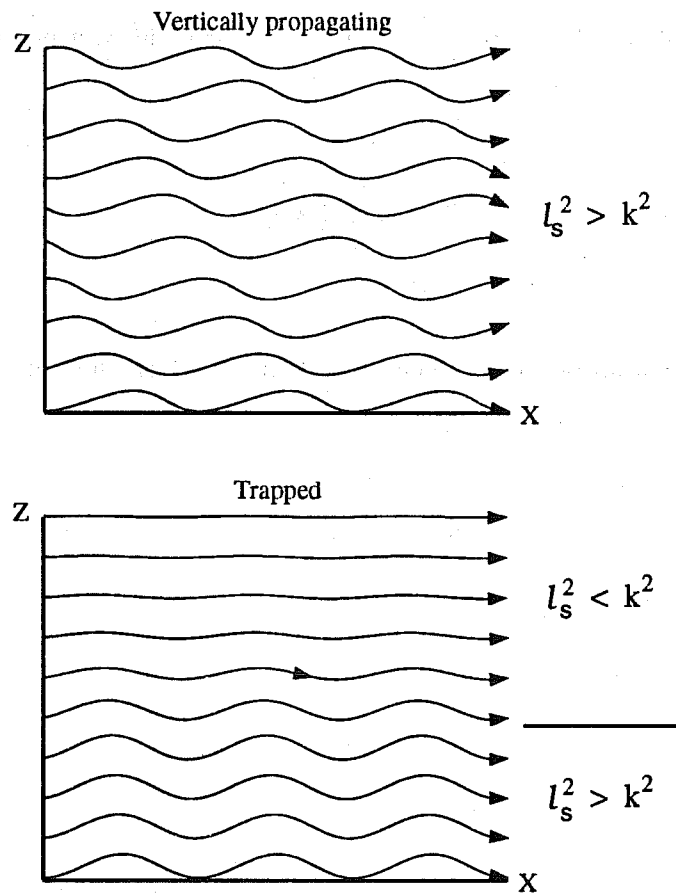 Vertically propagating
Z
l_s^2 > k^2
X
Trapped
Z
l_s^2 < k^2
l_s^2 > k^2
X